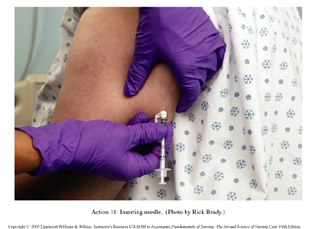 Action 11: Inserting needle. (Photo by Rick Brady.)
Copyright © 2005 Lippincott Williams & Wilkins. Instructor's Resource CD-ROM to Accompany Fundamentals of Nursing: The Art and Science of Nursing Care, Fifth Edition.